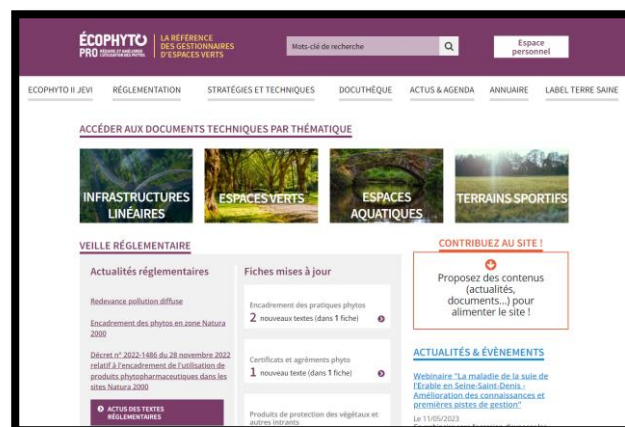 ÉCOPHYTO
PRO RÉDUIRE ET AMÉLIORER L'UTILISATION DES PHYTOS
LA RÉFÉRENCE
DES GESTIONNAIRES
D'ESPACES VERTS
Mots-clé de recherche
Espace
personnel
ECOPHYTO II JEVI
RÉGLEMENTATION
STRATÉGIES ET TECHNIQUES
DOCUTHÈQUE
ACTUS & AGENDA
ANNUAIRE
LABEL TERRE SAINE
ACCÉDER AUX DOCUMENTS TECHNIQUES PAR THÉMATIQUE
INFRASTRUCTURES
LINÉAIRES
ESPACES VERTS
ESPACES
AQUATIQUES
TERRAINS SPORTIFS
VEILLE RÉGLEMENTAIRE
Actualités réglementaires
Redevance pollution diffuse
Encadrement des phytos en zone Natura
2000
Décret n° 2022-1486 du 28 novembre 2022
relatif à l'encadrement de l'utilisation de
produits phytopharmaceutiques dans les
sites Natura 2000
ACTUS DES TEXTES
RÉGLEMENTAIRES
Fiches mises à jour
Encadrement des pratiques phytos
2 nouveaux textes (dans 1 fiche)
Certificats et agréments phyto
1 nouveau texte (dans 1 fiche)
Produits de protection des végétaux et
autres intrants
CONTRIBUEZ AU SITE !
Proposez des contenus
(actualités,
documents...) pour
alimenter le site !
ACTUALITÉS & ÉVÈNEMENTS
Webinaire "La maladie de la suie de
l'Erable en Seine-Saint-Denis -
Amélioration des connaissances et
premières pistes de gestion"
Le 11/05/2023